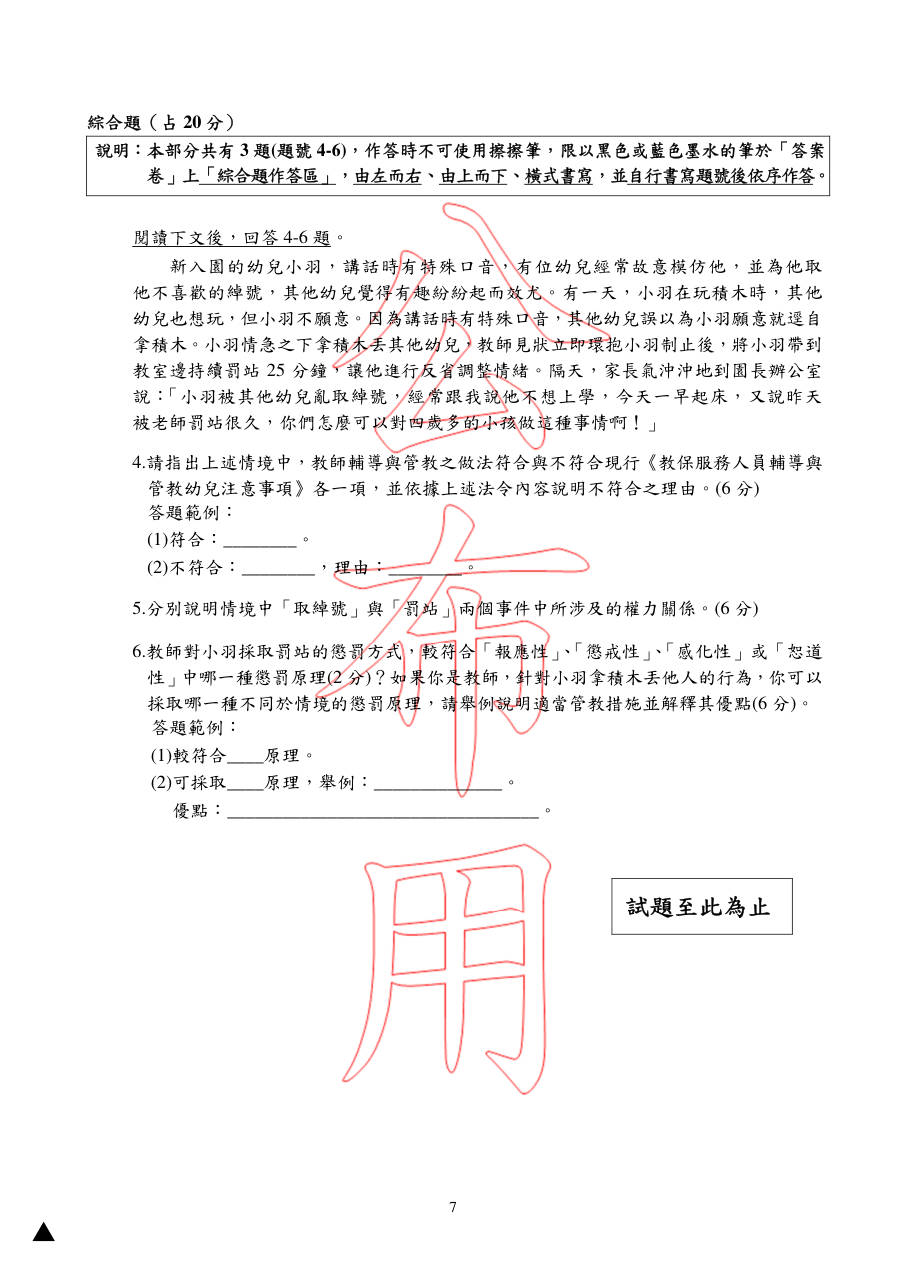 綜合題（占 20 分）
說明：本部分共有 3 題(題號 4-6)，作答時不可使用擦擦筆，限以黑色或藍色墨水的筆於「答案
卷」上「綜合題作答區」，由左而右、由上而下、橫式書寫，並自行書寫題號後依序作答。
閱讀下文後，回答 4-6 題。
新入園的幼兒小羽，講話時有特殊口音，有位幼兒經常故意模仿他，並為他取
他不喜歡的綽號，其他幼兒覺得有趣紛紛起而效尤。有一天，小羽在玩積木時，其他
幼兒也想玩，但小羽不願意。因為講話時有特殊口音，其他幼兒誤以為小羽願意就逕自
拿積木。小羽情急之下拿積木丟其他幼兒，教師見狀立即環抱小羽制止後，將小羽帶到
教室邊持續罰站 25 分鐘，讓他進行反省調整情緒。隔天，家長氣沖沖地到園長辦公室
說：「小羽被其他幼兒亂取綽號，經常跟我說他不想上學，今天一早起床，又說昨天
被老師罰站很久，你們怎麼可以對四歲多的小孩做這種事情啊！」
4.請指出上述情境中，教師輔導與管教之做法符合與不符合現行《教保服務人員輔導與
管教幼兒注意事項》各一項，並依據上述法令內容說明不符合之理由。(6 分)
答題範例：
(1)符合：________。
(2)不符合：________，理由：________。
5.分別說明情境中「取綽號」與「罰站」兩個事件中所涉及的權力關係。(6 分)
6.教師對小羽採取罰站的懲罰方式，較符合「報應性」、「懲戒性」、「感化性」或「恕道
性」中哪一種懲罰原理(2 分)？如果你是教師，針對小羽拿積木丟他人的行為，你可以
採取哪一種不同於情境的懲罰原理，請舉例說明適當管教措施並解釋其優點(6 分)。
答題範例：
(1)較符合____原理。
(2)可採取____原理，舉例：______________。
優點：__________________________________。
試題至此為止
公
布
用
7